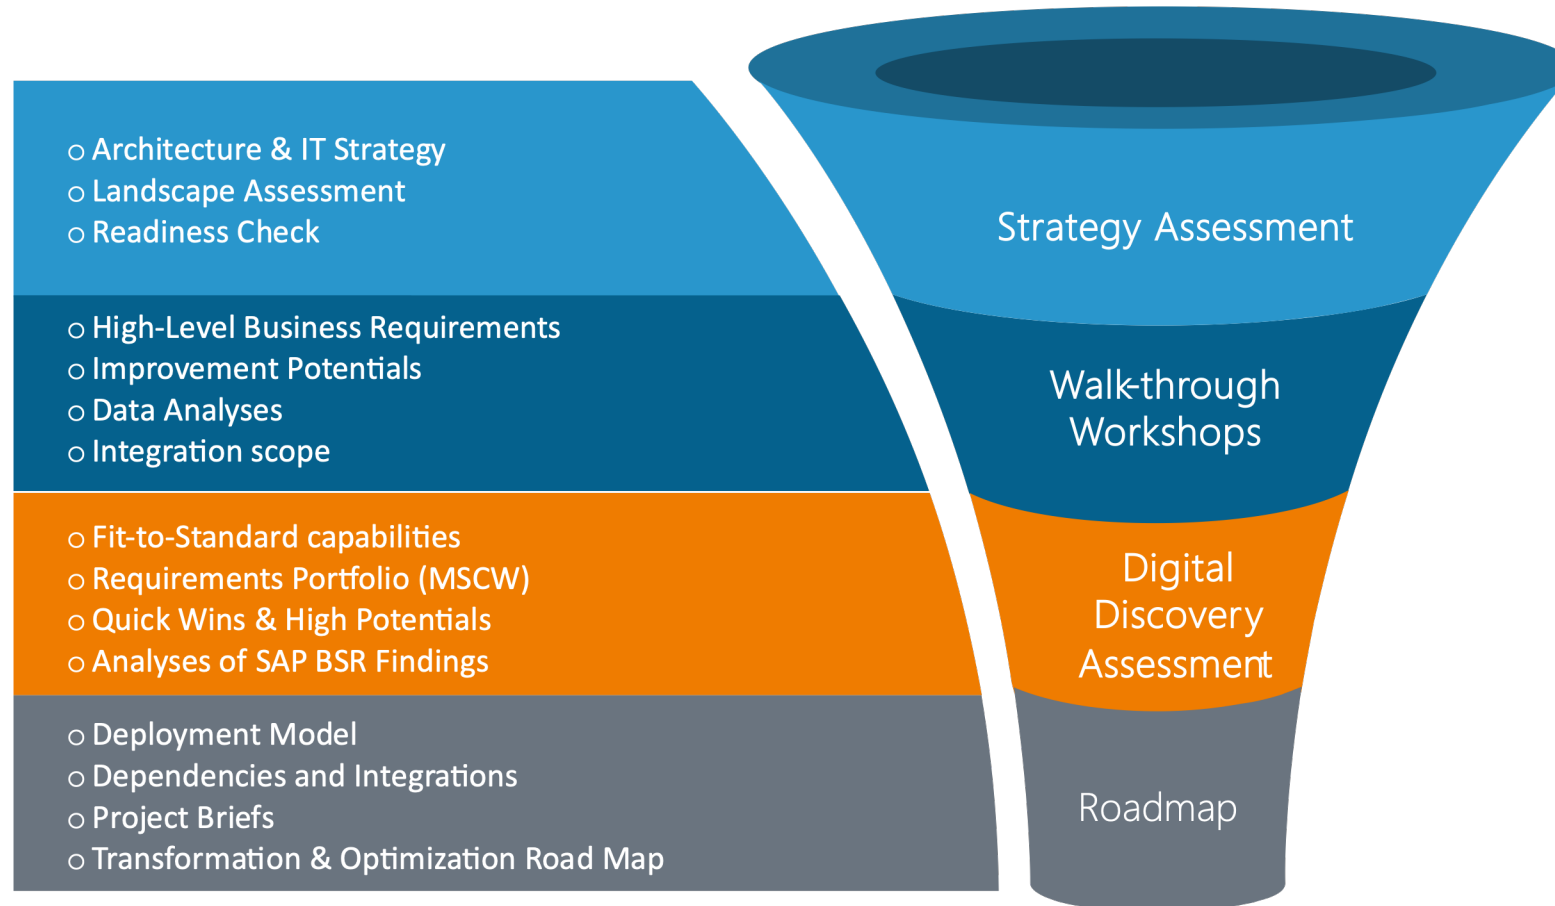 Architecture & IT Strategy
Landscape Assessment
Readiness Check
Strategy Assessment
High-Level Business Requirements
Improvement Potentials
Data Analyses
Integration scope
Walk-through
Workshops
Fit-to-Standard capabilities
Requirements Portfolio (MSCW)
Quick Wins & High Potentials
Analyses of SAP BSR Findings
Digital
Discovery
Assessment
Deployment Model
Dependencies and Integrations
Project Briefs
Transformation & Optimization Road Map
Roadmap